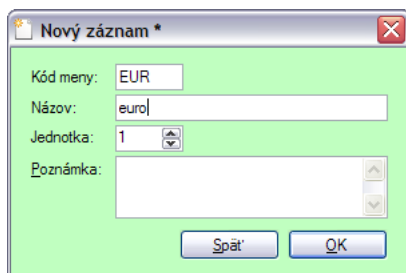 Nový záznam *
Kód meny: EUR
Názov: euro
Jednotka: 1
Poznámka:
Späť OK